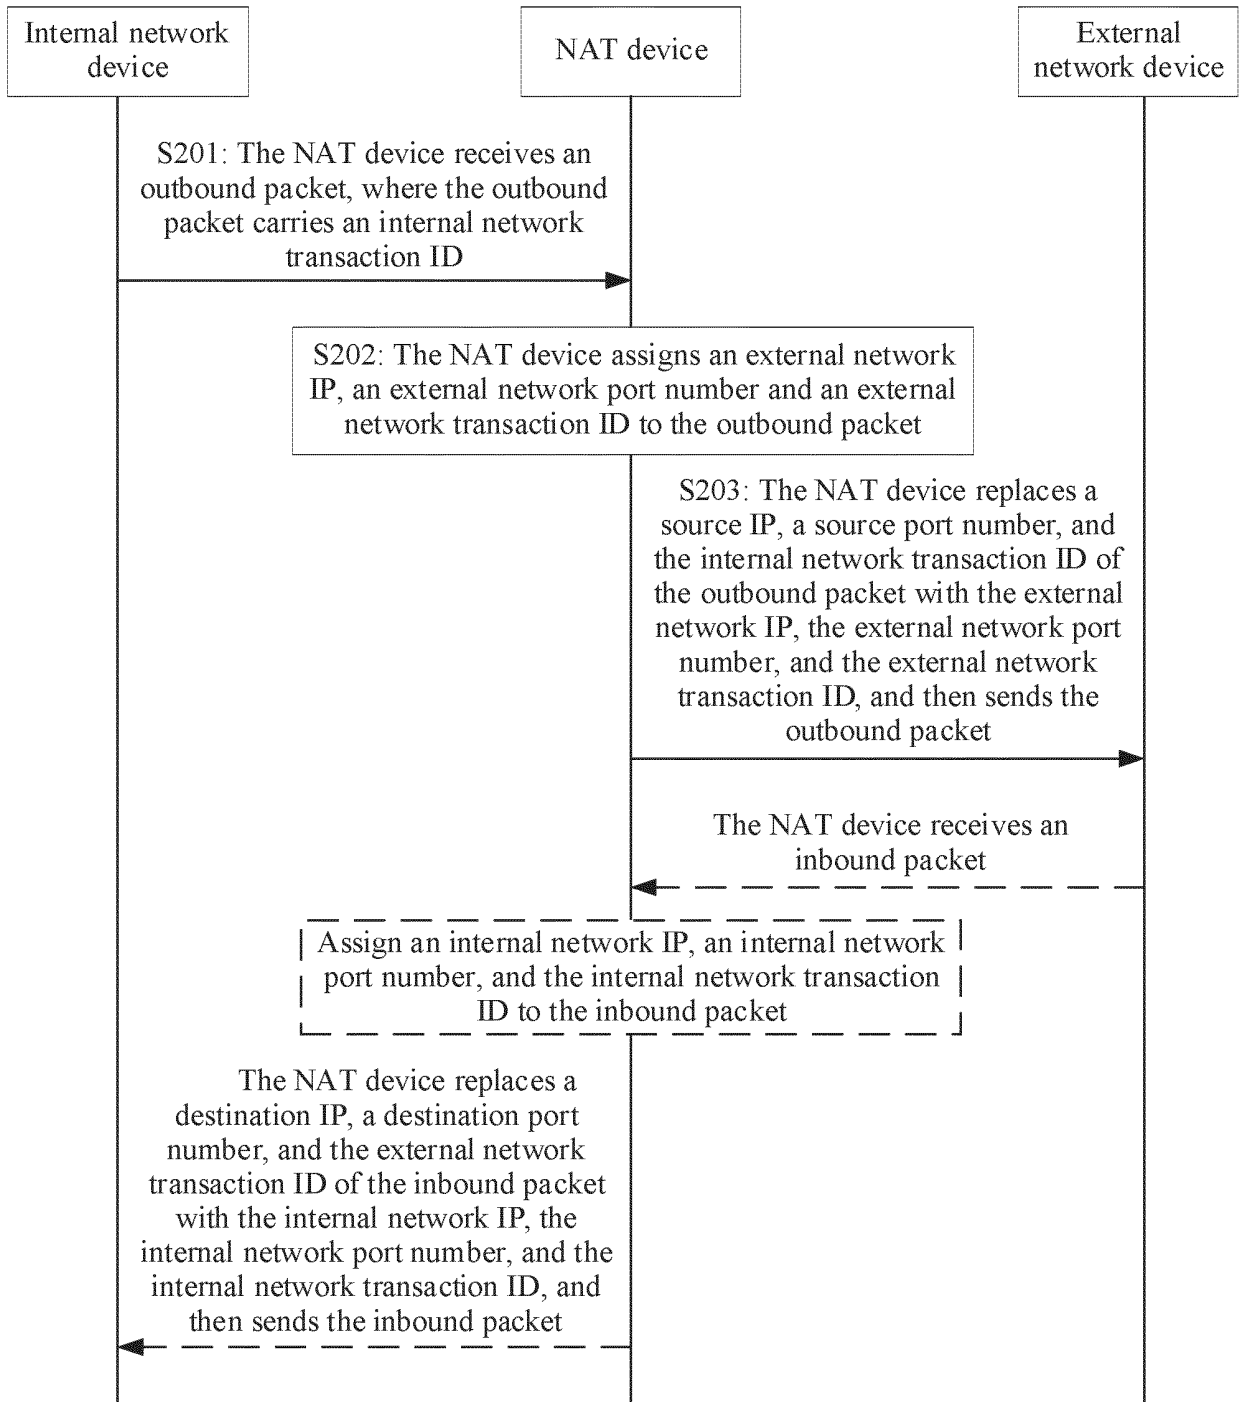 Internal network
device
NAT device
External
network device
S201: The NAT device receives an
outbound packet, where the outbound
packet carries an internal network
transaction ID
S202: The NAT device assigns an external network
IP, an external network port number and an external
network transaction ID to the outbound packet
S203: The NAT device replaces a
source IP, a source port number, and
the internal network transaction ID of
the outbound packet with the external
network IP, the external network port
number, and the external network
transaction ID, and then sends the
outbound packet
The NAT device receives an
inbound packet
Assign an internal network IP, an internal network
port number, and the internal network transaction
ID to the inbound packet
The NAT device replaces a
destination IP, a destination port
number, and the external network
transaction ID of the inbound packet
with the internal network IP, the
internal network port number, and the
internal network transaction ID, and
then sends the inbound packet